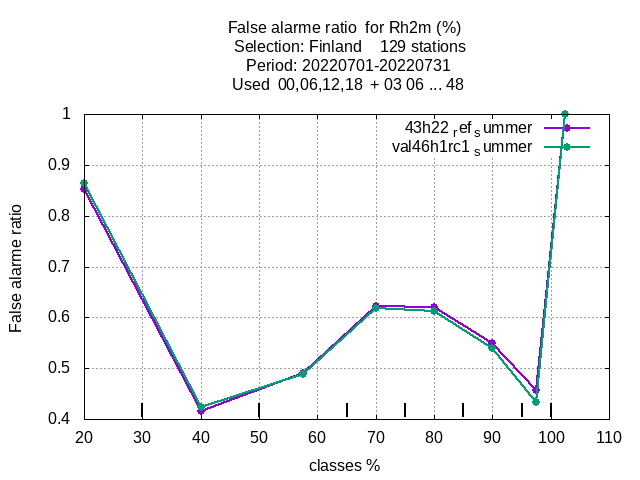 False alarme ratio for Rh2m (%)
Selection: Finland 129 stations
Period: 20220701-20220731
Used 00,06,12,18 + 03 06 ... 48
43h22_ref_summer
val46h1rc1_summer
1
0.9
0.8
0.7
0.6
0.5
0.4
False alarme ratio
20 30 40 50 60 70 80 90 100 110
classes %